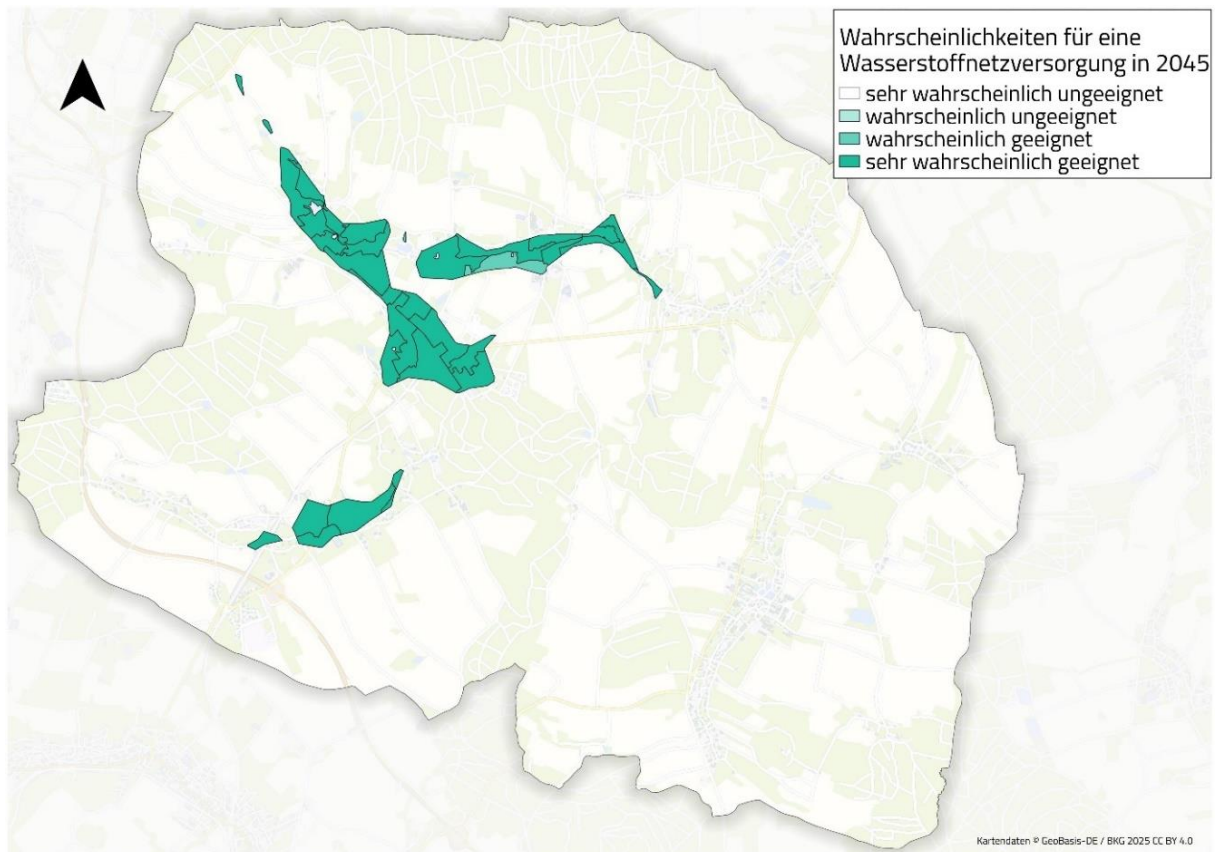 Wahrscheinlichkeiten für eine
Wasserstoffnetzversorgung in 2045
sehr wahrscheinlich ungeeignet
wahrscheinlich ungeeignet
wahrscheinlich geeignet
sehr wahrscheinlich geeignet
Kartendaten © GeoBasis-DE / BKG 2025 CC BY 4.0